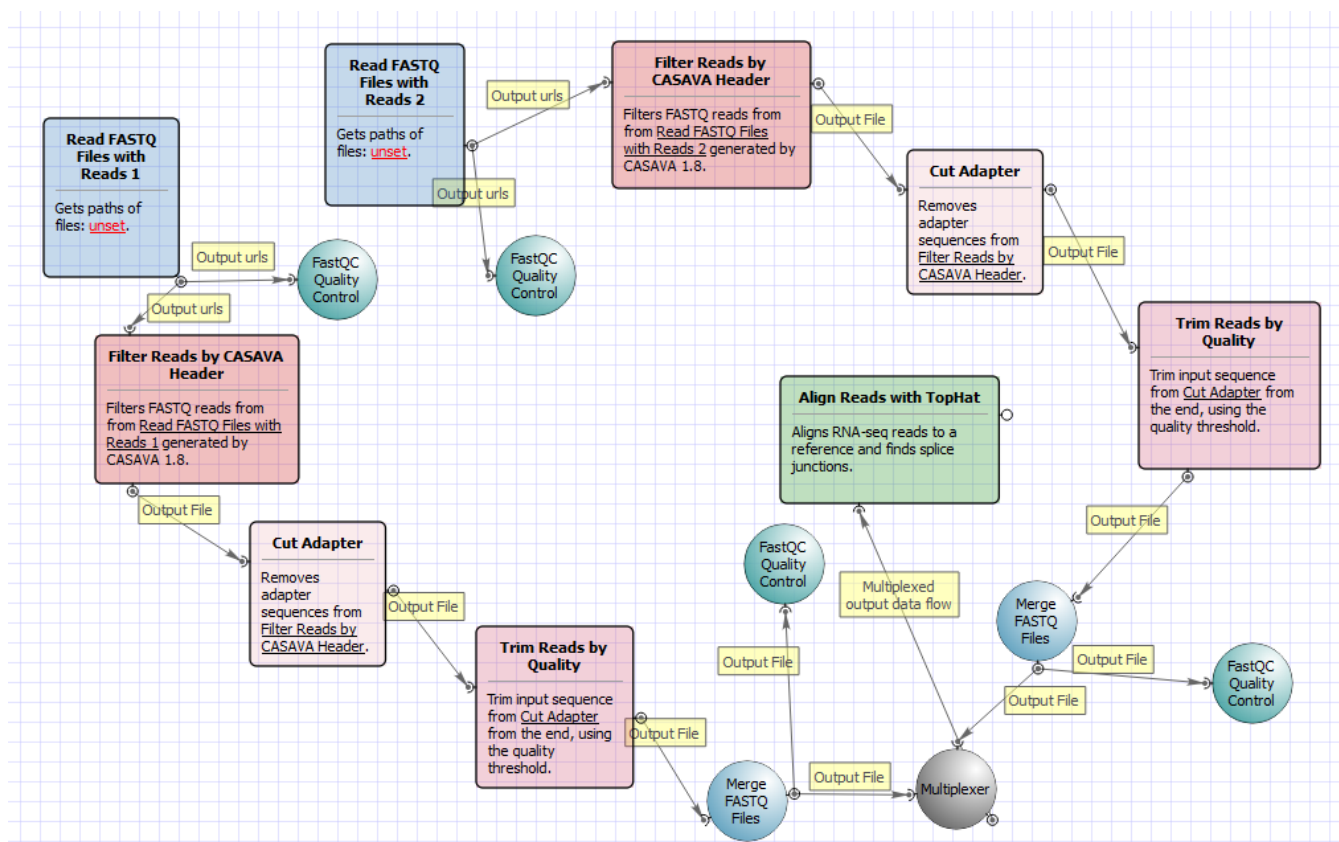 Read FASTQ
Files with
Reads 1
Gets paths of
files: unset.
Output urls
FastQC
Quality
Control
Output urls
Read FASTQ
Files with
Reads 2
Gets paths of
files: unset.
Output urls
Output urls
FastQC
Quality
Control
Filter Reads by
CASAVA Header
Filters FASTQ reads from
from Read FASTQ Files
with Reads 2 generated by
CASAVA 1.8.
Output File
Cut Adapter
Removes
adapter
sequences from
Filter Reads by
CASAVA Header.
Output File
Trim Reads by
Quality
Trim input sequence
from Cut Adapter from
the end, using the
quality threshold.
Output File
Merge
FASTQ
Files
Output File
FastQC
Quality
Control
Output File
Filter Reads by CASAVA
Header
Filters FASTQ reads from
from Read FASTQ Files with
Reads 1 generated by
CASAVA 1.8.
Output File
Cut Adapter
Removes
adapter
sequences from
Filter Reads by
CASAVA Header.
Output File
Trim Reads by
Quality
Trim input sequence
from Cut Adapter
from the end, using
the quality
threshold.
Output File
Merge
FASTQ
Files
Output File
FastQC
Quality
Control
Output File
Multiplexer
Multiplexed
output data flow
Align Reads with TopHat
Aligns RNA-seq reads to a
reference and finds splice
junctions.